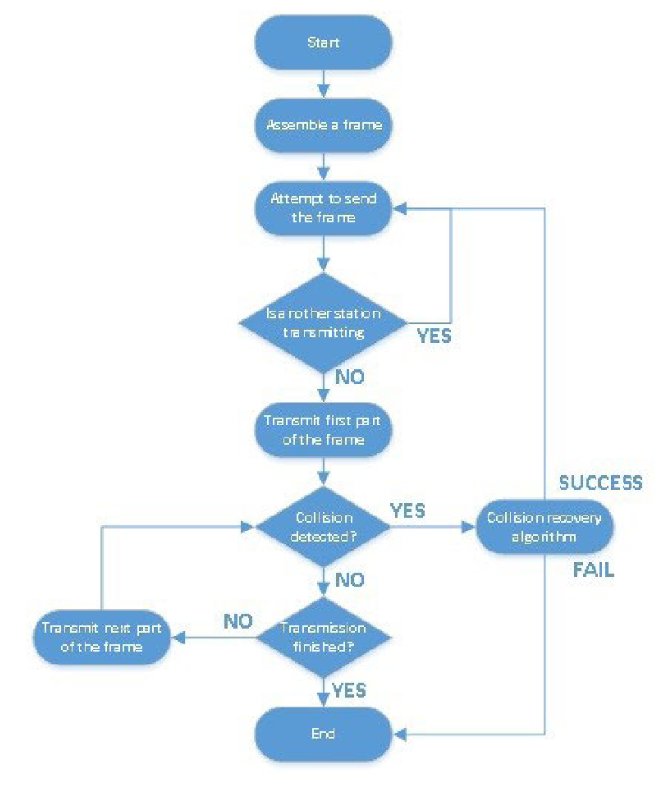 Start
Assemble a frame
Attempt to send
the frame
Is another station
transmitting
YES
NO
Transmit first part
of the frame
SUCCESS
Collision
detected?
YES
Collision recovery
algorithm
NO
FAIL
Transmit next part
of the frame
NO
Transmission
finished?
YES
End